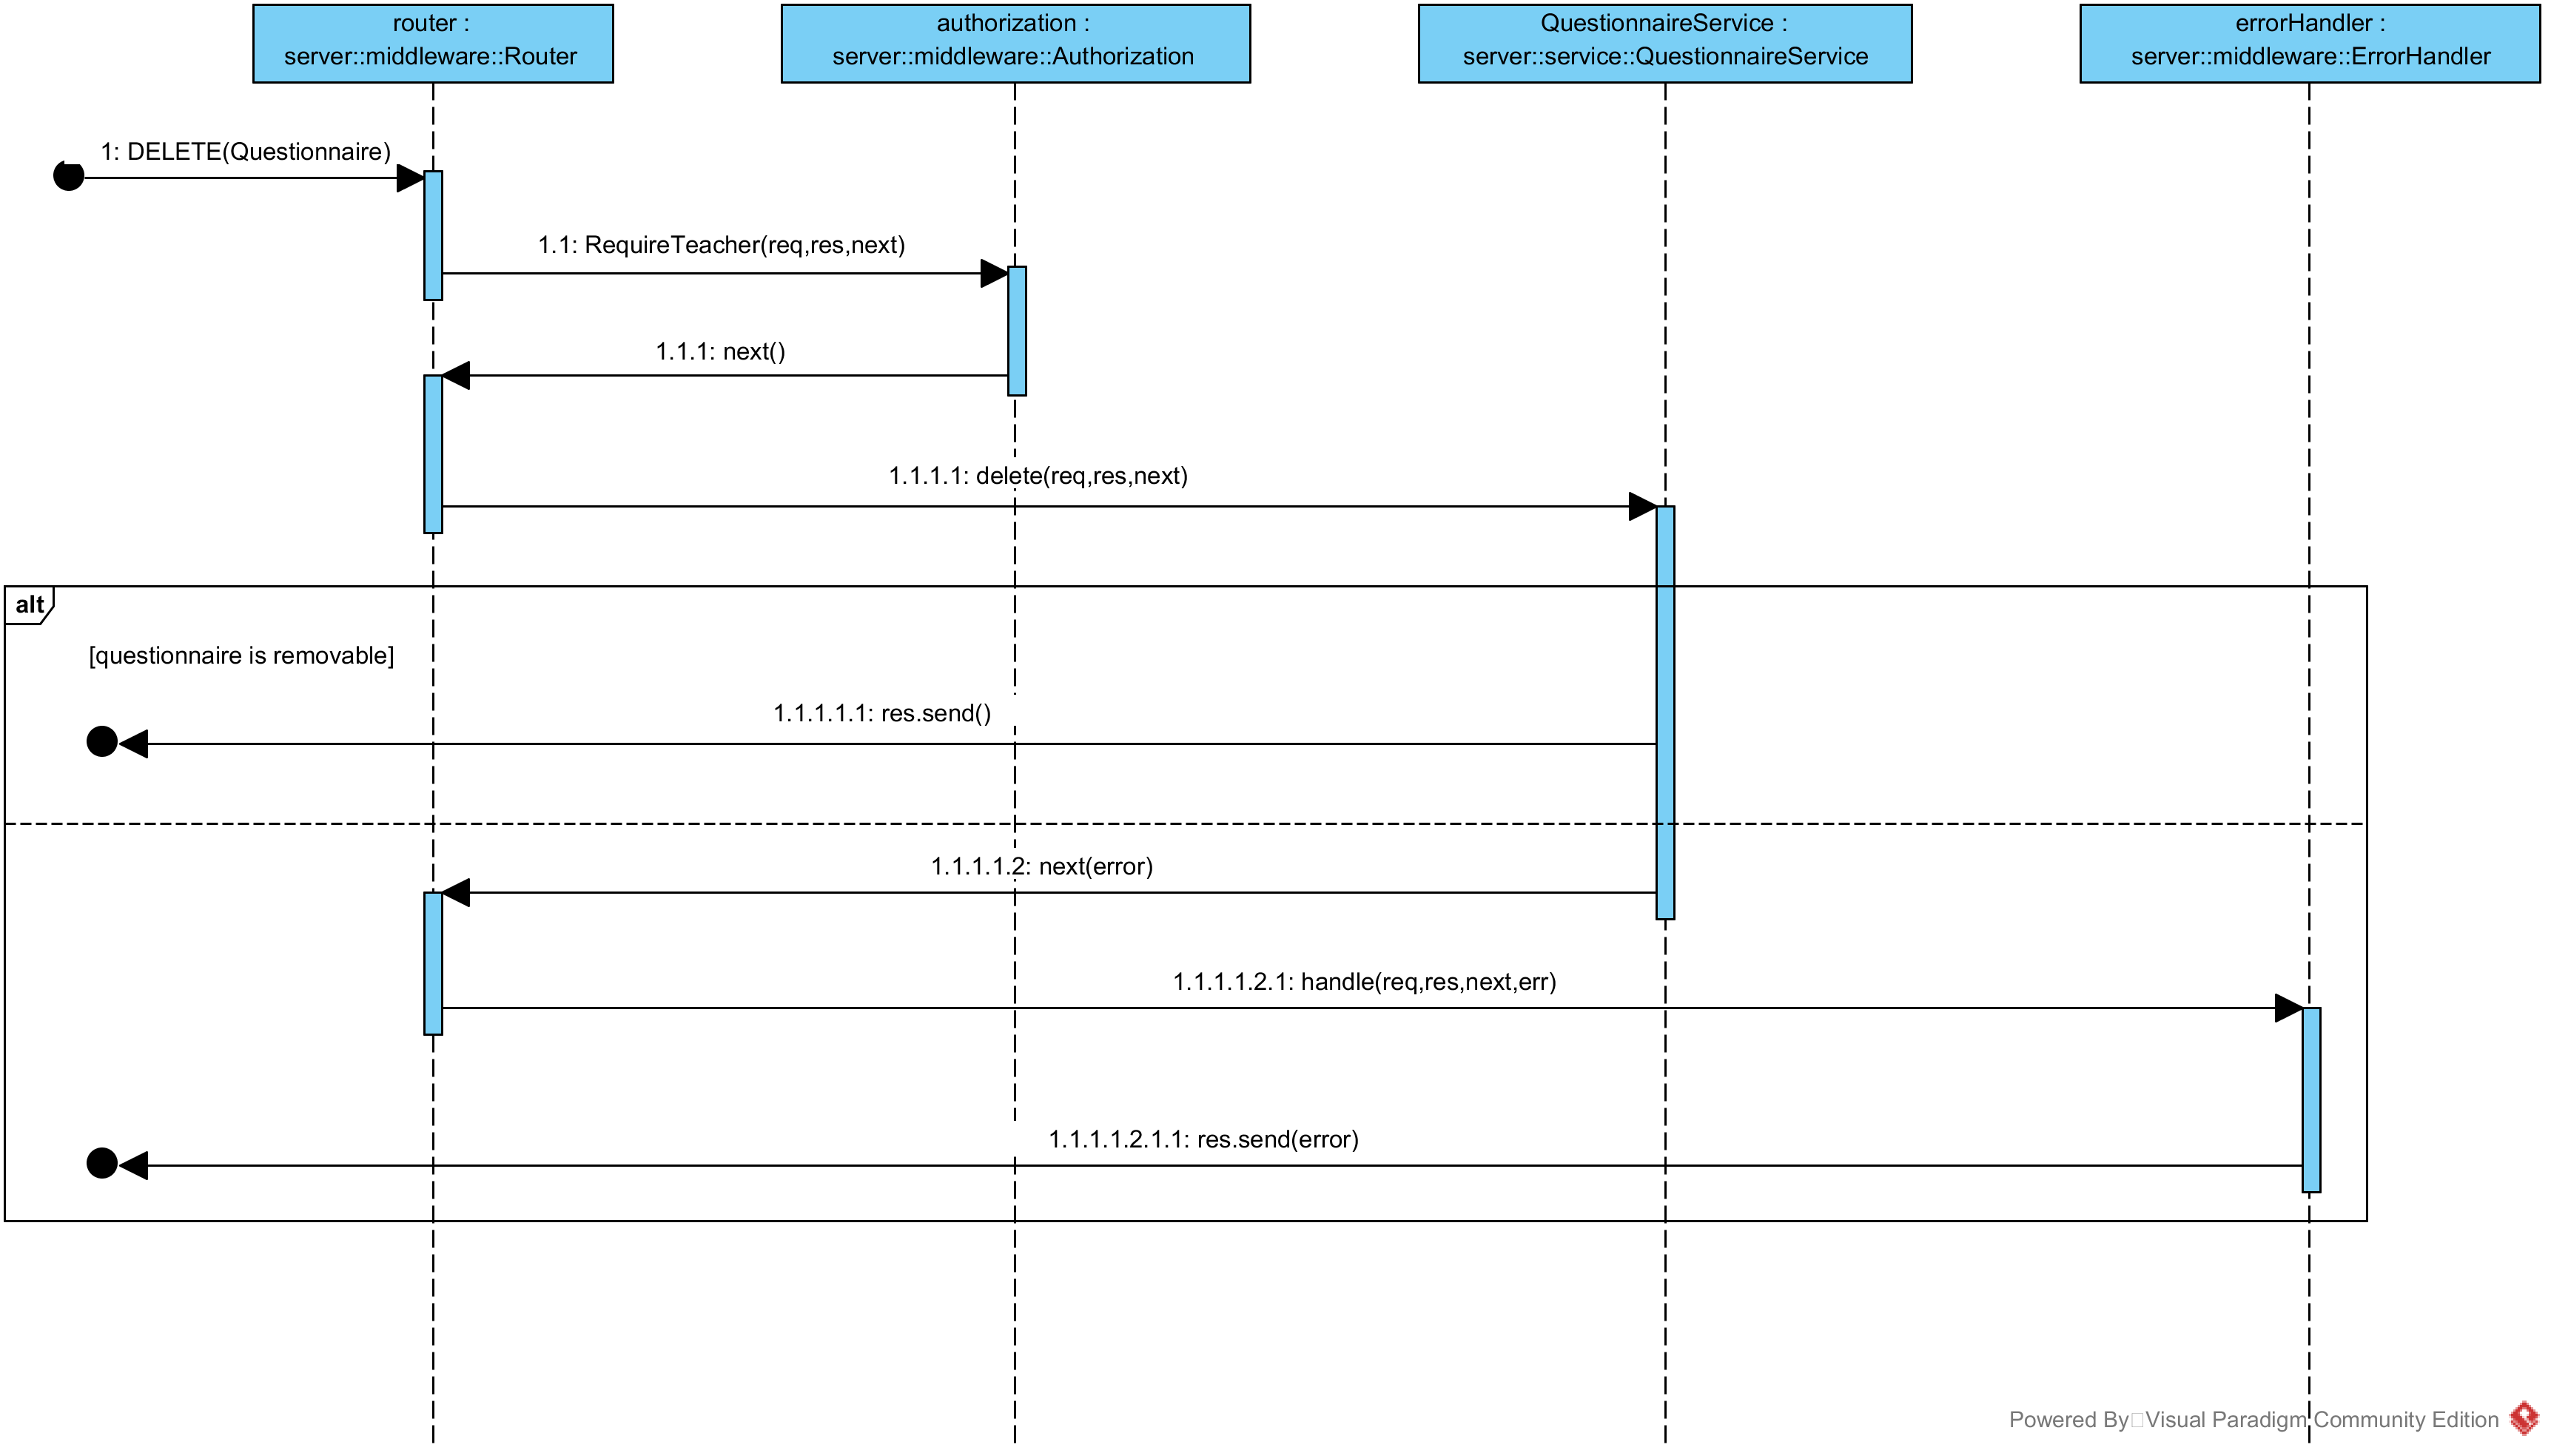 router :
server::middleware::Router
authorization :
server::middleware::Authorization
QuestionnaireService :
server::service::QuestionnaireService
errorHandler :
server::middleware::ErrorHandler
1: DELETE(Questionnaire)
1.1: RequireTeacher(req,res,next)
1.1.1: next()
1.1.1.1: delete(req,res,next)
alt
[questionnaire is removable]
1.1.1.1.1: res.send()
1.1.1.1.2: next(error)
1.1.1.1.2.1: handle(req,res,next,err)
1.1.1.1.2.1.1: res.send(error)
Powered By Visual Paradigm Community Edition